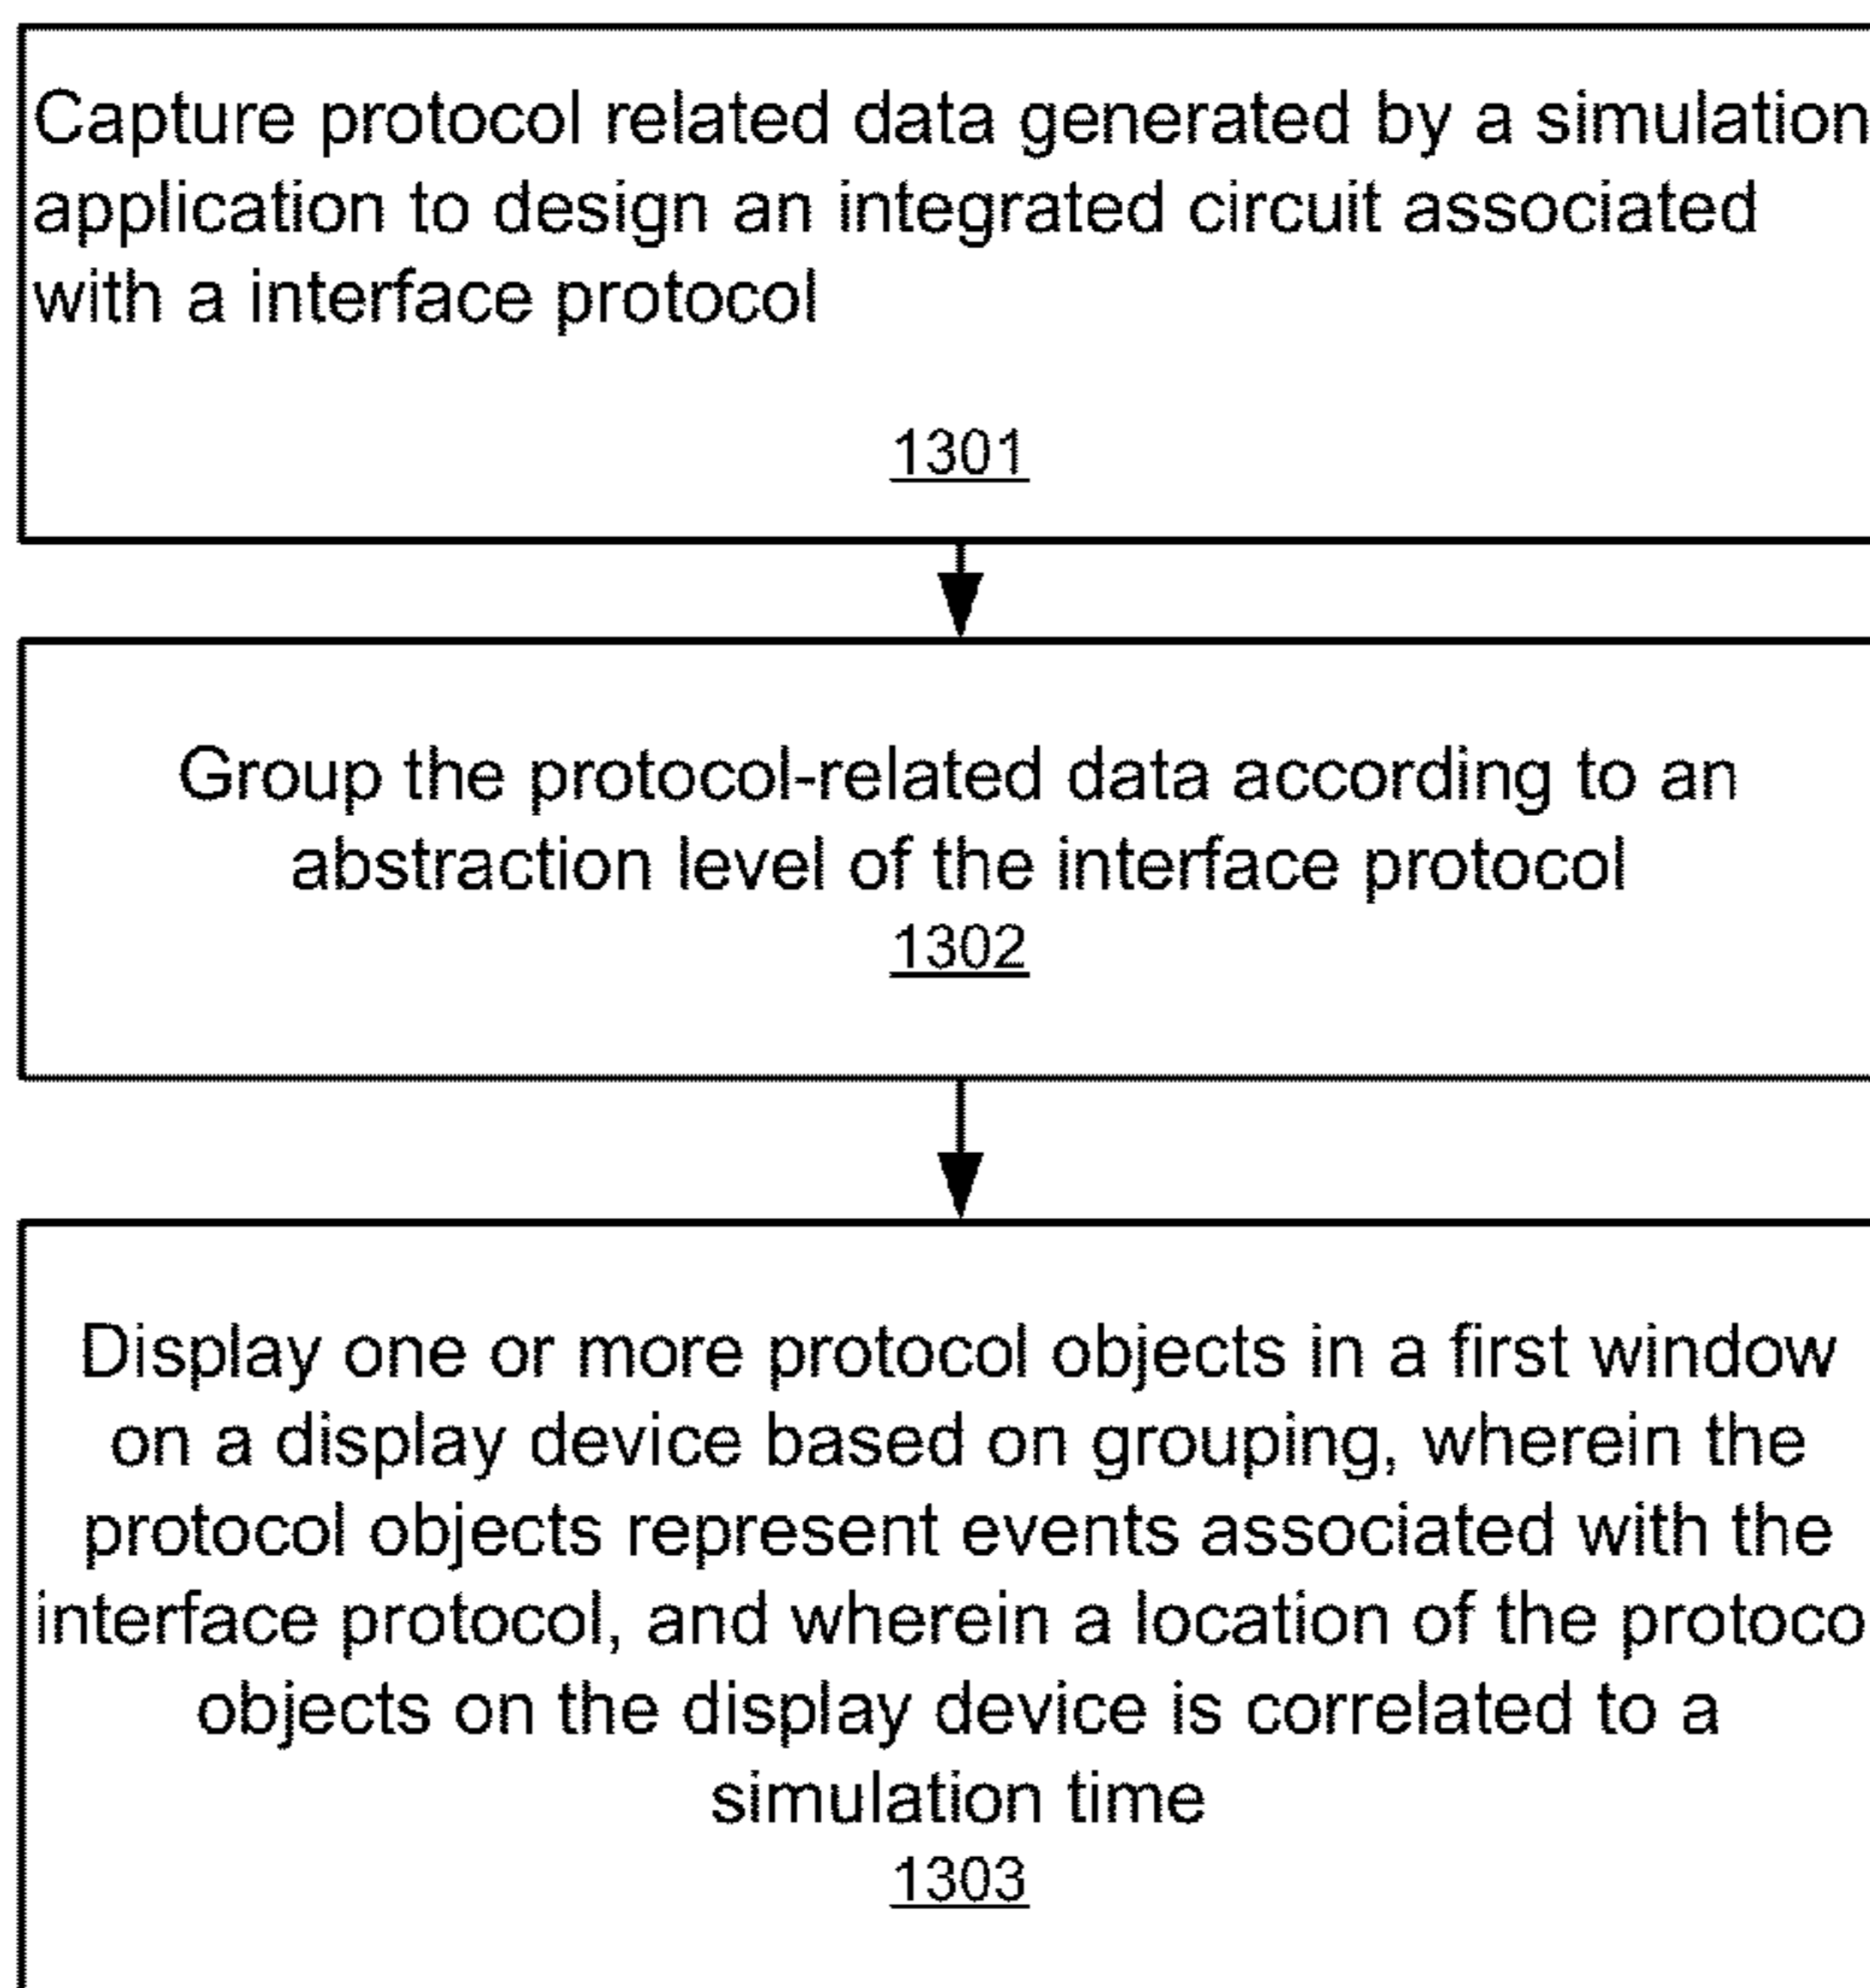 Capture protocol related data generated by a simulation
application to design an integrated circuit associated
with a interface protocol
1301
Group the protocol-related data according to an
abstraction level of the interface protocol
1302
Display one or more protocol objects in a first window
on a display device based on grouping, wherein the
protocol objects represent events associated with the
interface protocol, and wherein a location of the protoco
objects on the display device is correlated to a
simulation time
1303